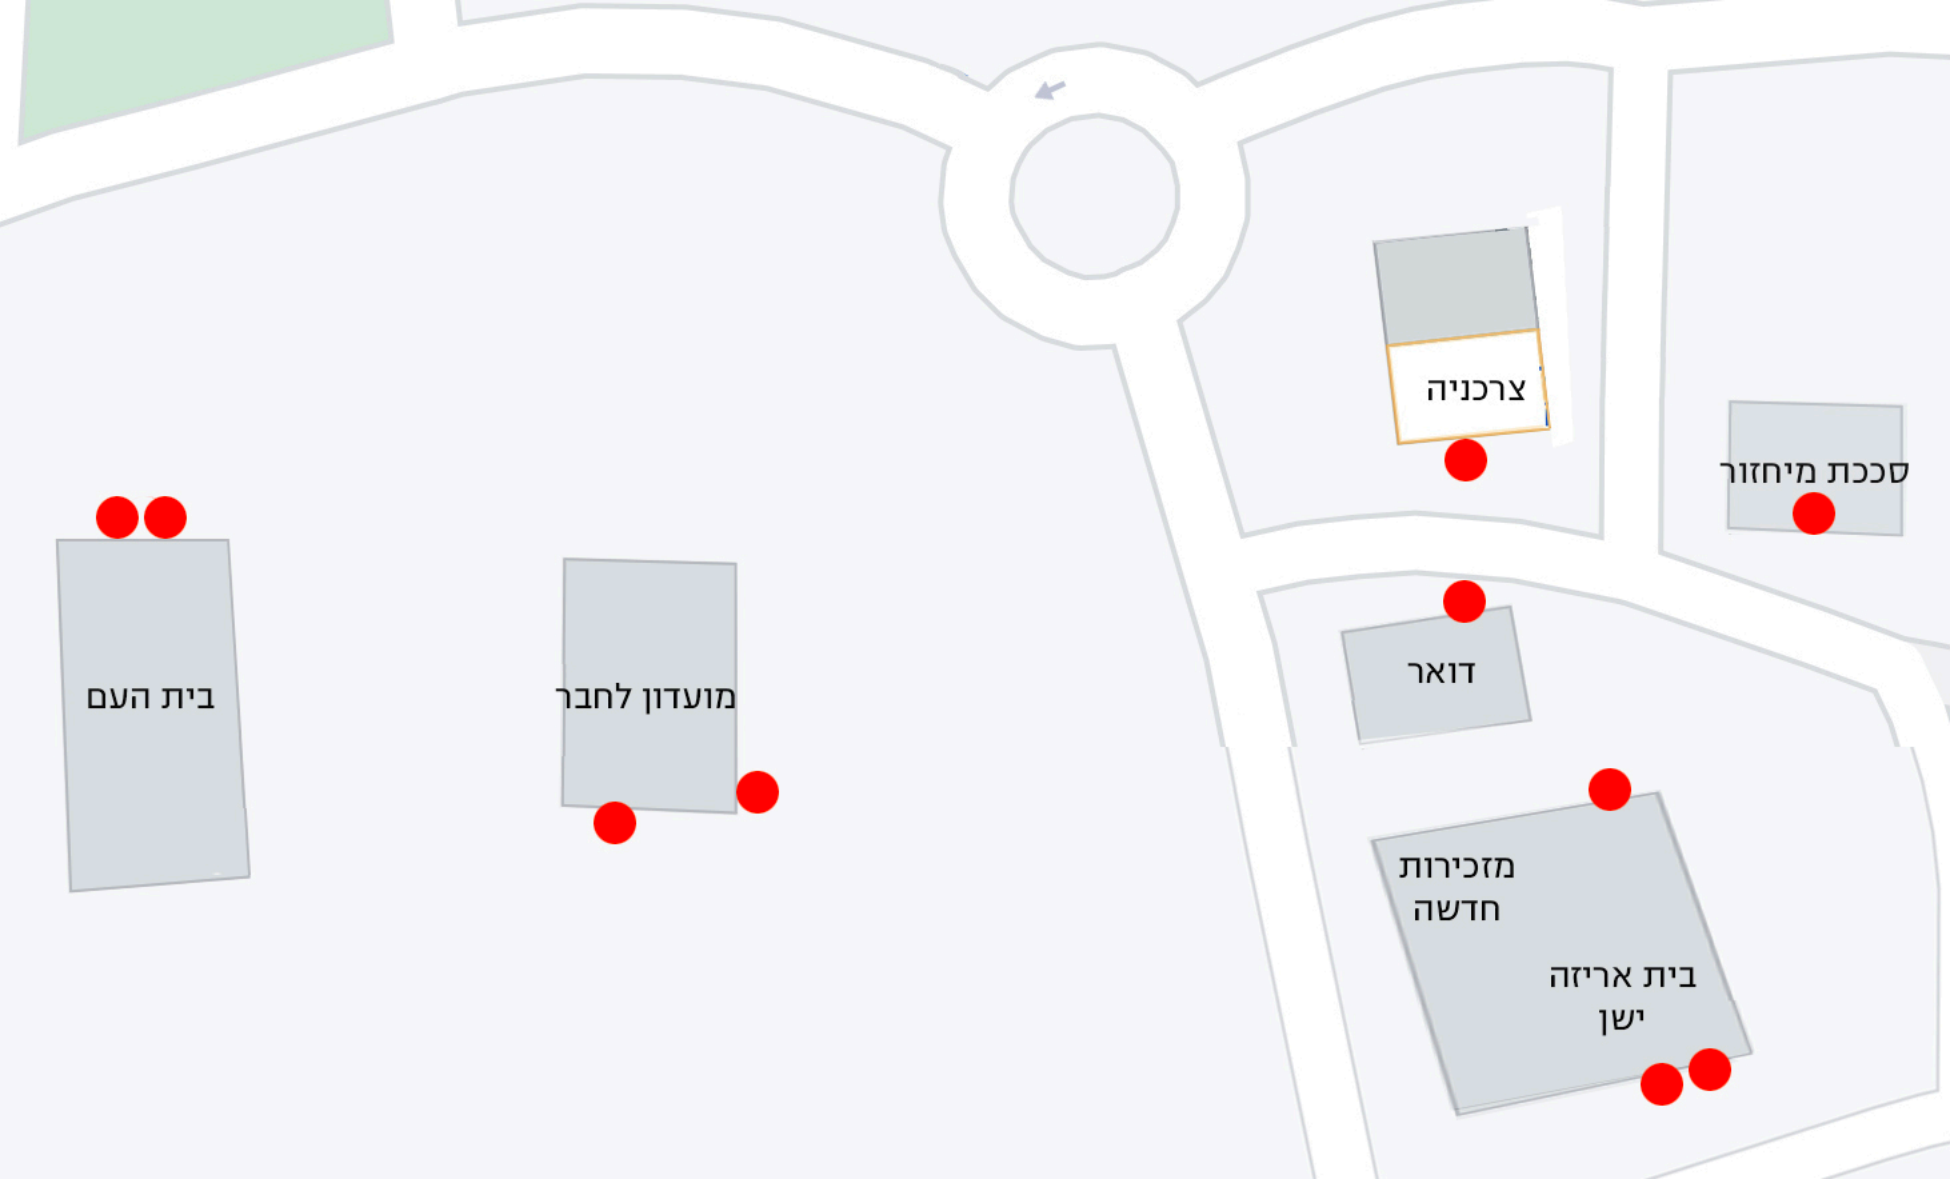 צרכניה
סככת מיחזור
דואר
מועדון לחבר
בית העם
מזכירות
חדשה
בית אריזה
ישן